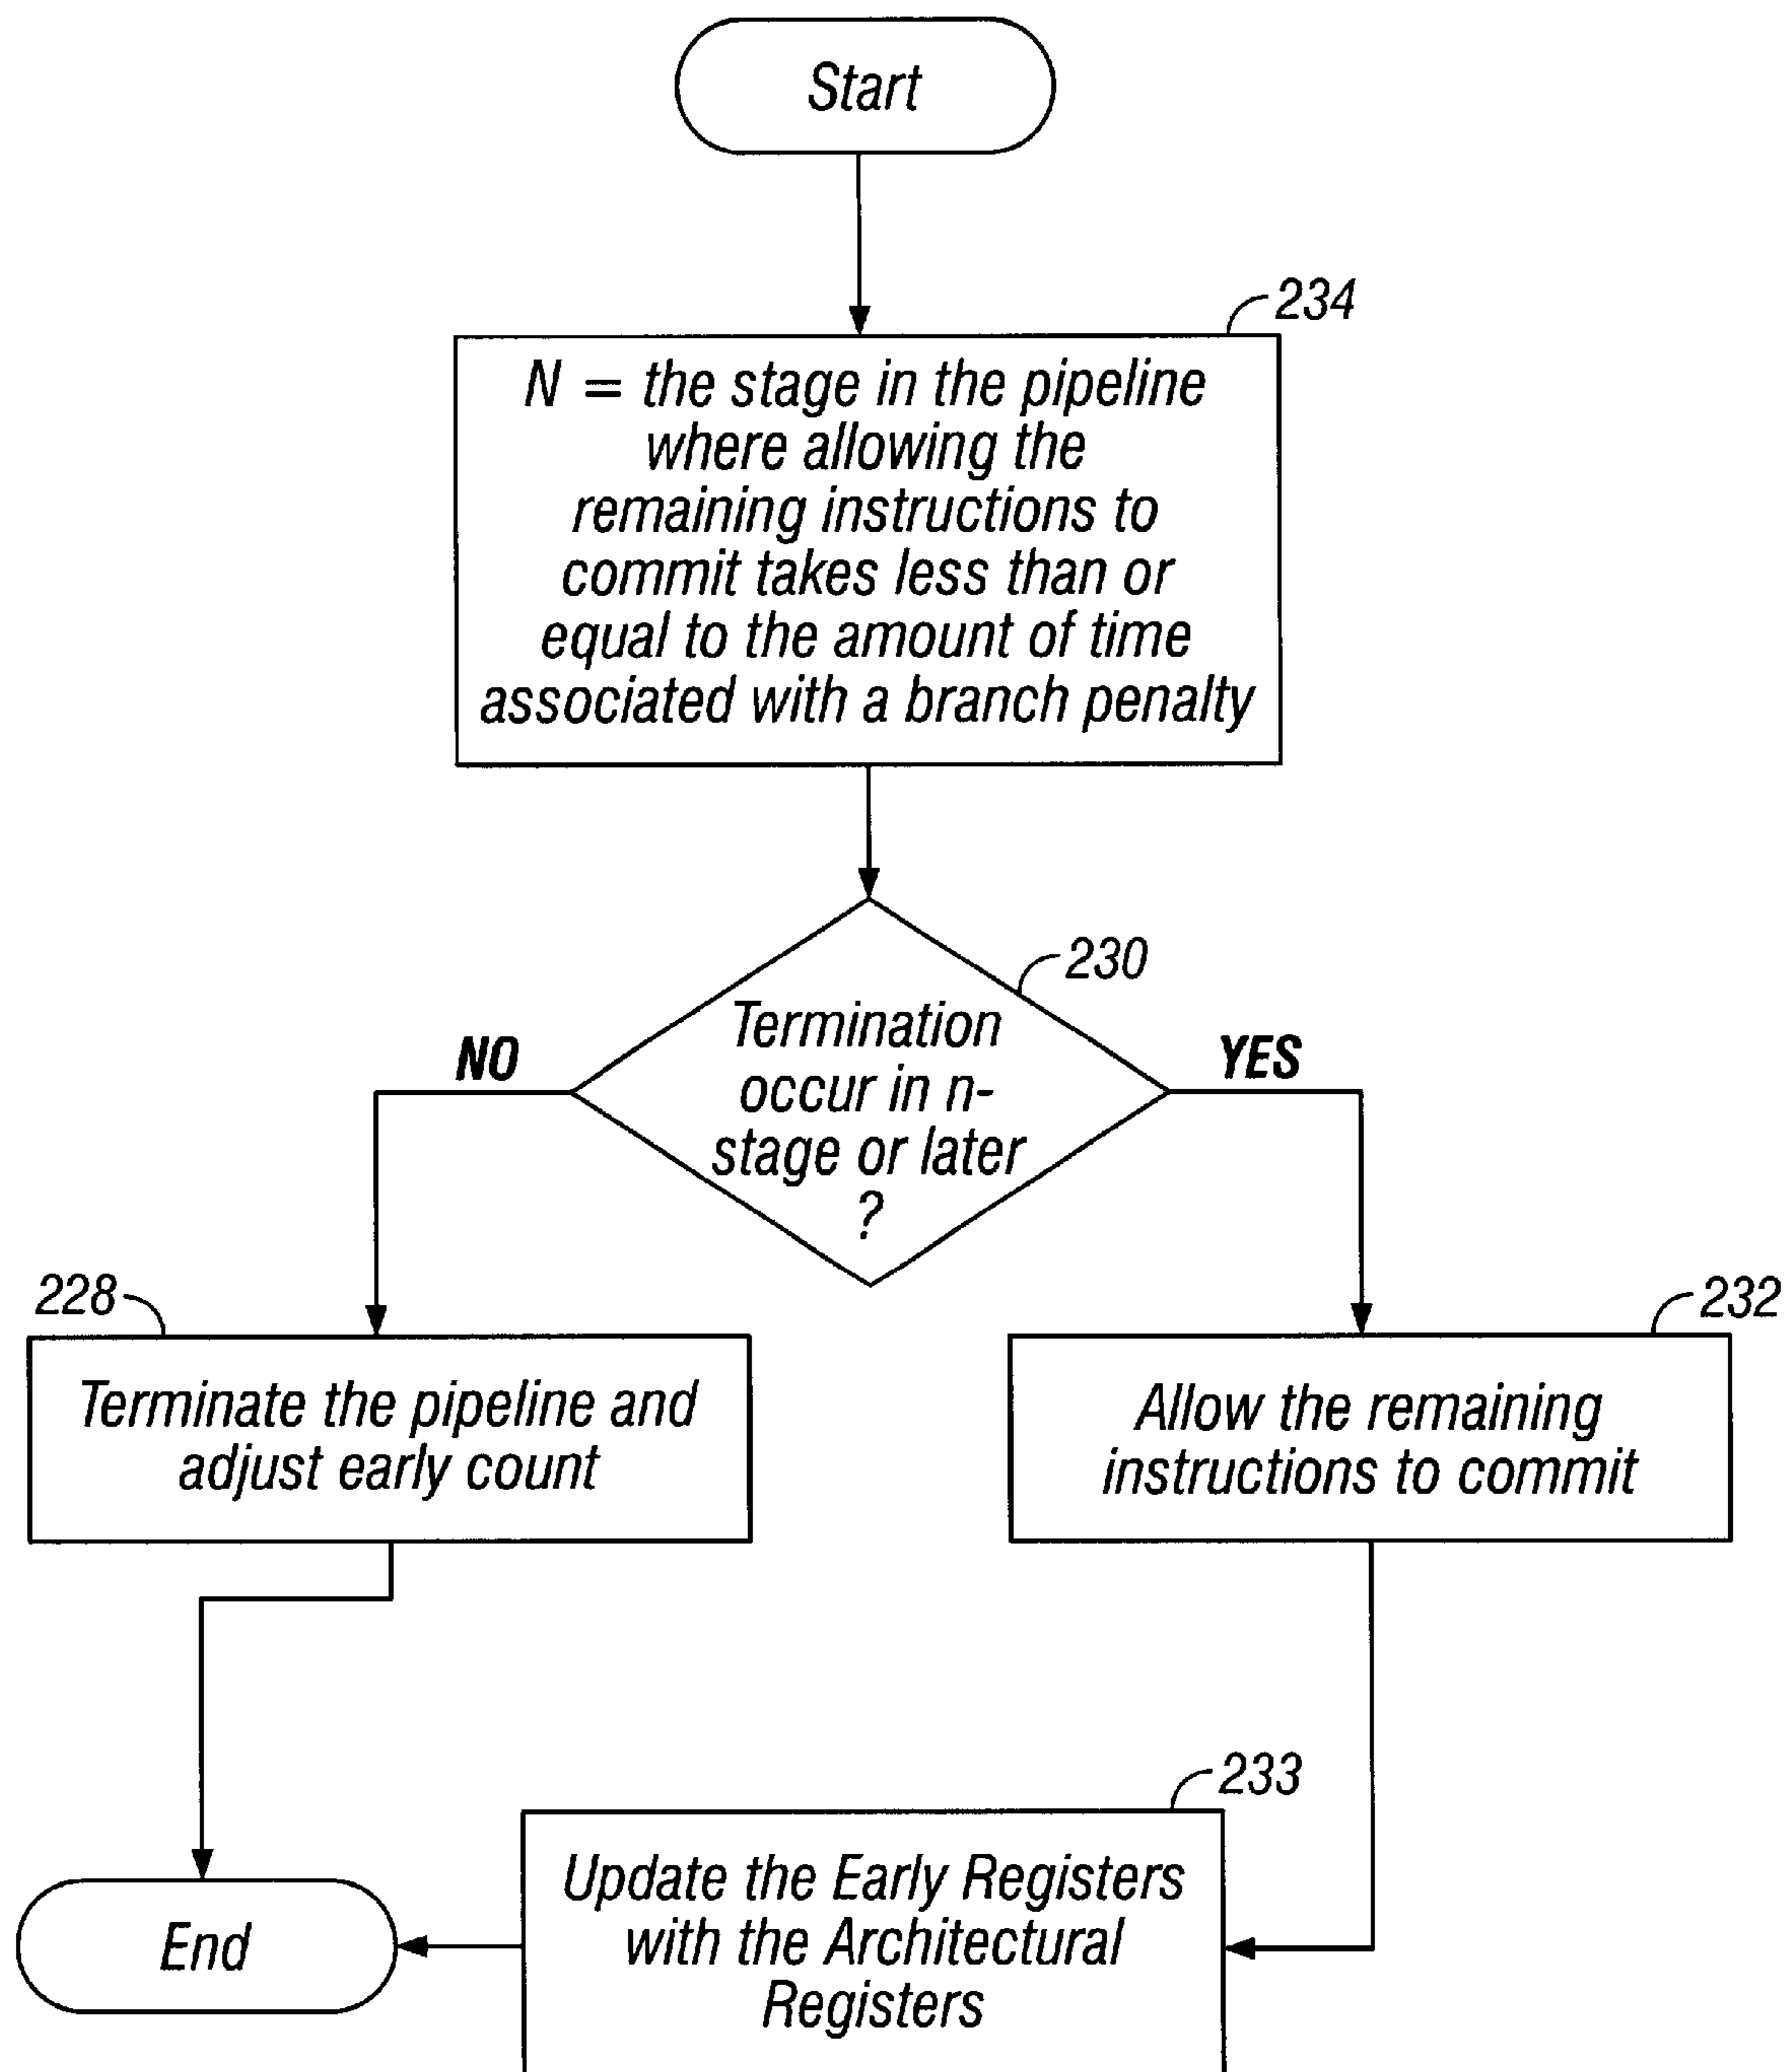 Start
234
N = the stage in the pipeline
where allowing the
remaining instructions to
commit takes less than or
equal to the amount of time
associated with a branch penalty
230
Termination
occur in n-
stage or later
?
NO
YES
228
Terminate the pipeline and
adjust early count
232
Allow the remaining
instructions to commit
233
Update the Early Registers
with the Architectural
Registers
End